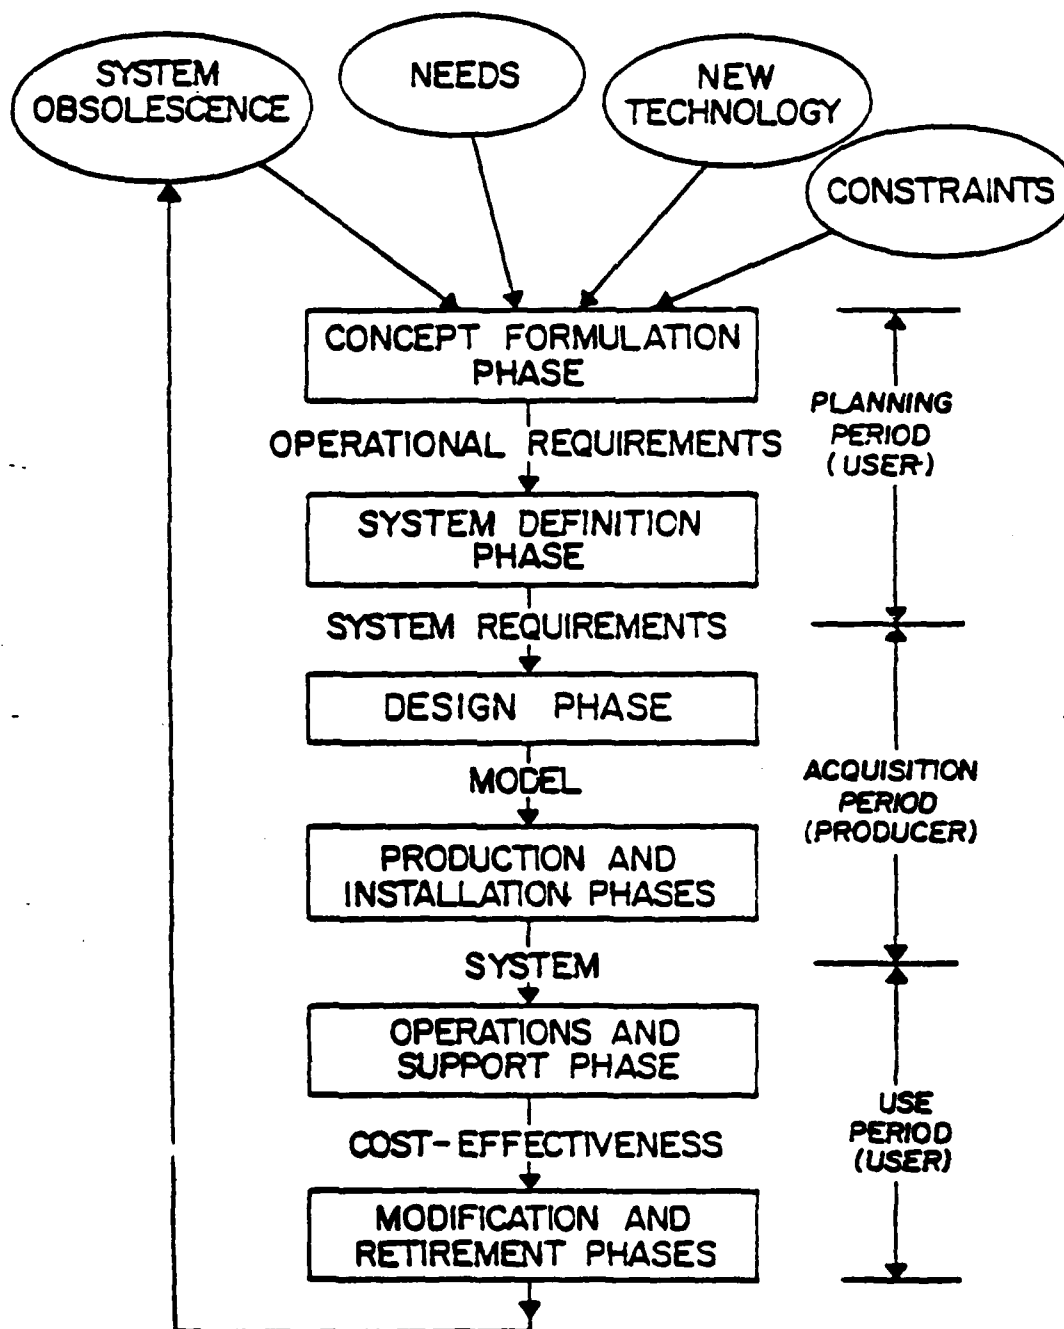 SYSTEM
OBSOLESCENCE
NEEDS
NEW
TECHNOLOGY
CONSTRAINTS
CONCEPT FORMULATION
PHASE
OPERATIONAL REQUIREMENTS
SYSTEM DEFINITION
PHASE
SYSTEM REQUIREMENTS
DESIGN PHASE
MODEL
PRODUCTION AND
INSTALLATION PHASES
SYSTEM
OPERATIONS AND
SUPPORT PHASE
COST-EFFECTIVENESS
MODIFICATION AND
RETIREMENT PHASES
PLANNING
PERIOD
(USER)
ACQUISITION
PERIOD
(PRODUCER)
USE
PERIOD
(USER)